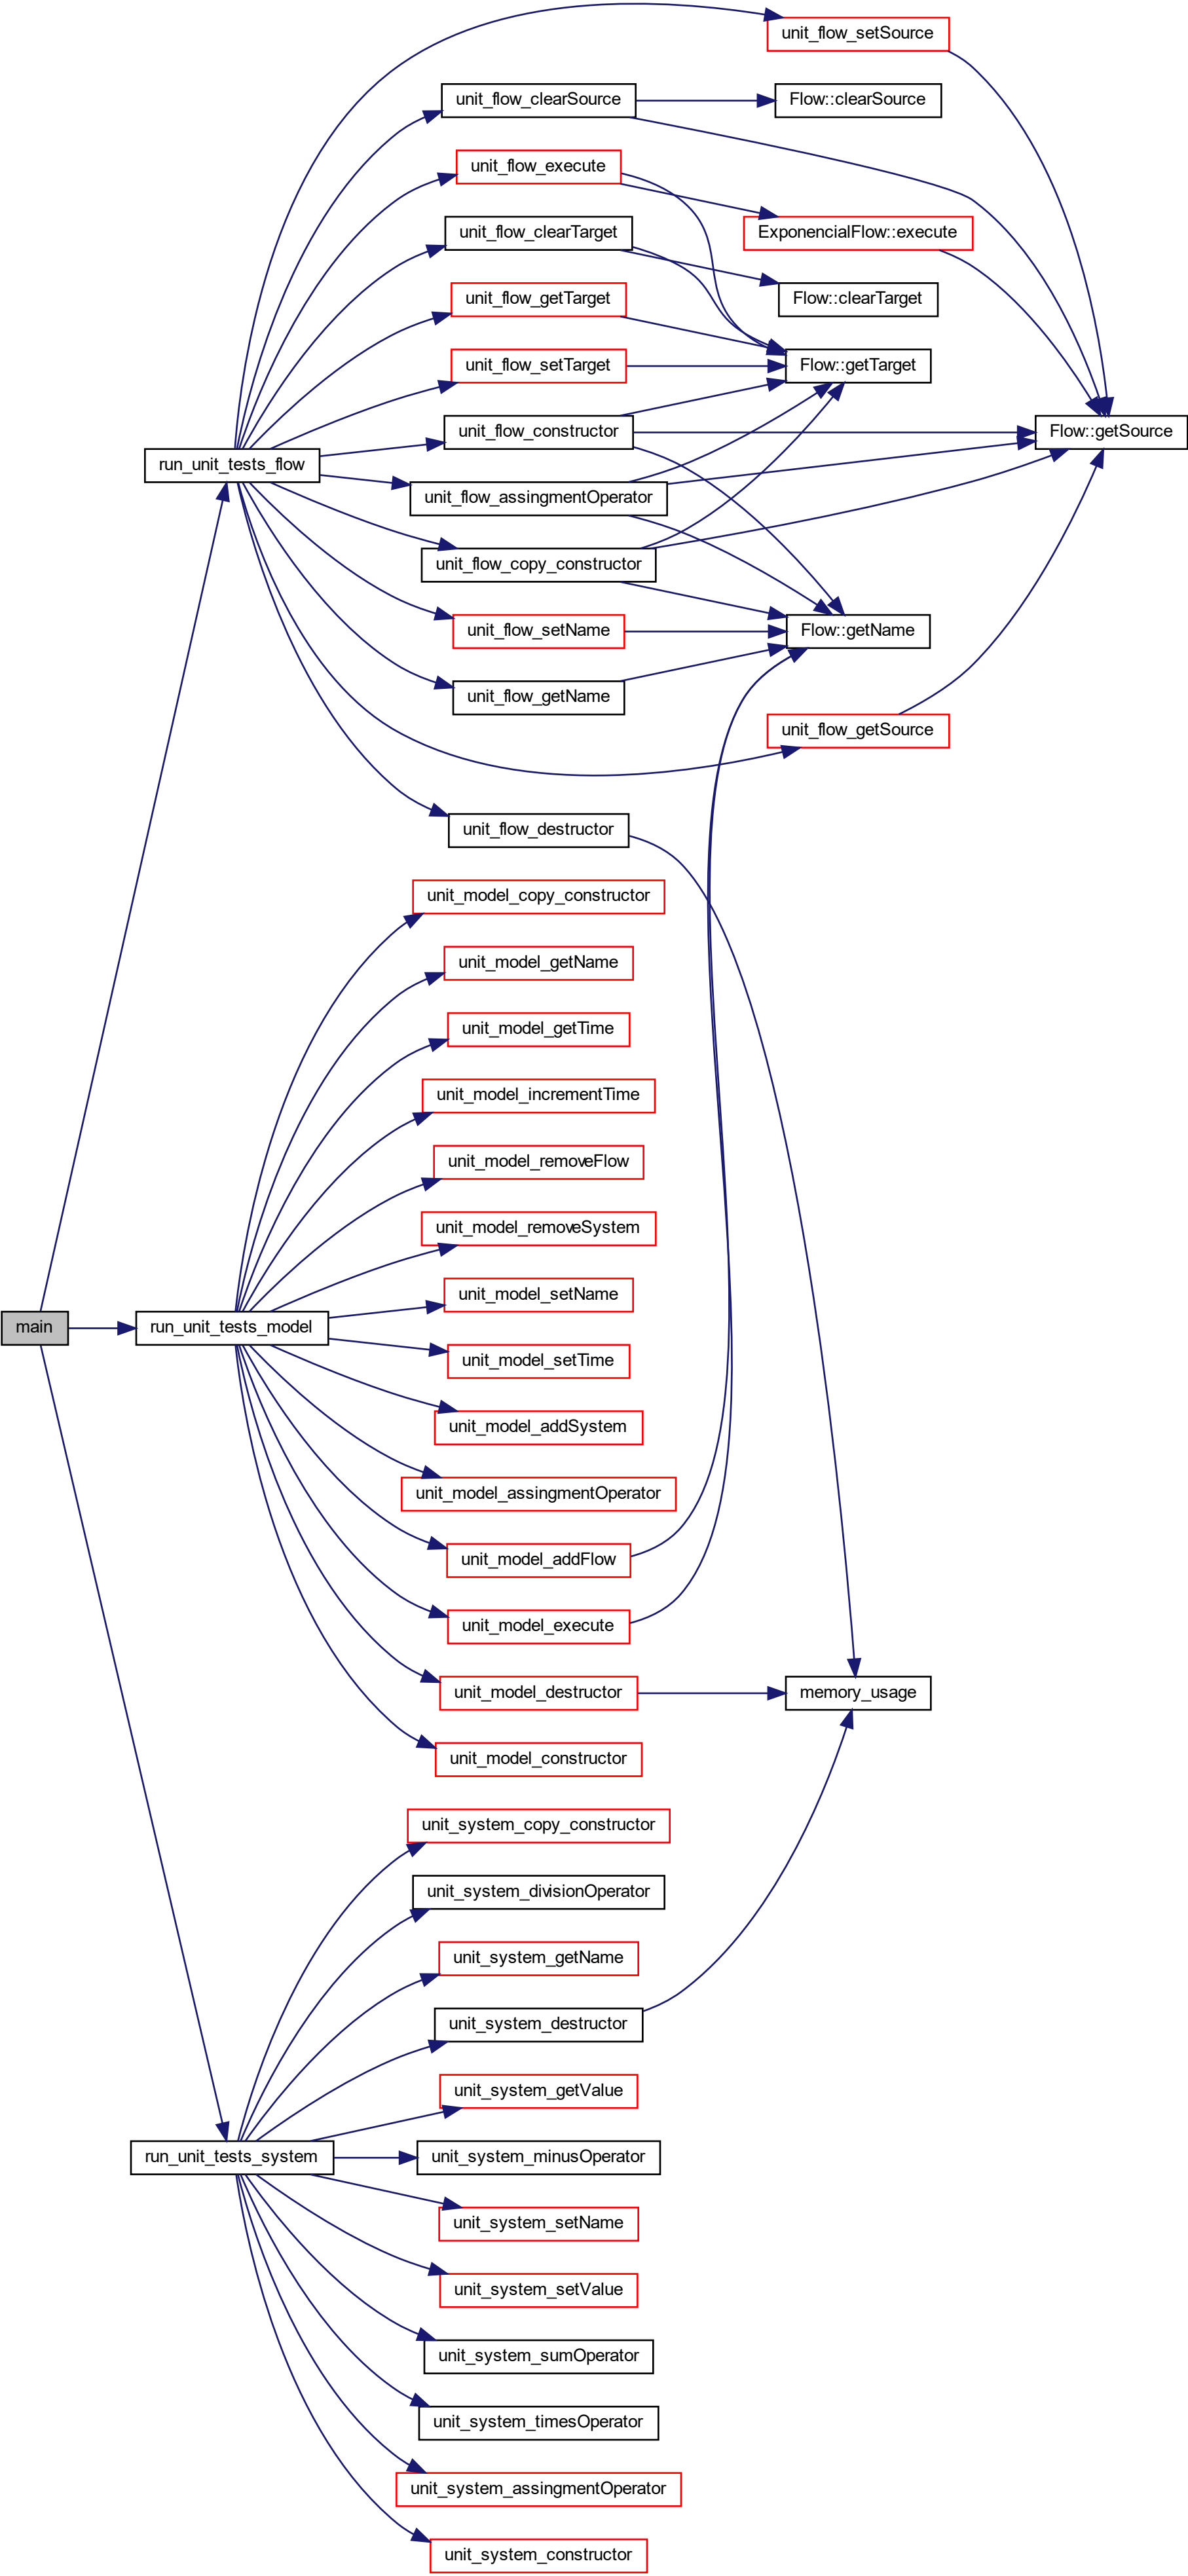 unit_flow_setSource
unit_flow_clearSource
Flow::clearSource
unit_flow_execute
unit_flow_clearTarget
ExponencialFlow::execute
unit_flow_getTarget
Flow::clearTarget
unit_flow_setTarget
Flow::getTarget
unit_flow_constructor
Flow::getSource
run_unit_tests_flow
unit_flow_assingmentOperator
unit_flow_copy_constructor
unit_flow_setName
Flow::getName
unit_flow_getName
unit_flow_getSource
unit_flow_destructor
unit_model_copy_constructor
unit_model_getName
unit_model_getTime
unit_model_incrementTime
unit_model_removeFlow
unit_model_removeSystem
unit_model_setName
main
run_unit_tests_model
unit_model_setTime
unit_model_addSystem
unit_model_assingmentOperator
unit_model_addFlow
unit_model_execute
unit_model_destructor
memory_usage
unit_model_constructor
unit_system_copy_constructor
unit_system_divisionOperator
unit_system_getName
unit_system_destructor
unit_system_getValue
run_unit_tests_system
unit_system_minusOperator
unit_system_setName
unit_system_setValue
unit_system_sumOperator
unit_system_timesOperator
unit_system_assingmentOperator
unit_system_constructor